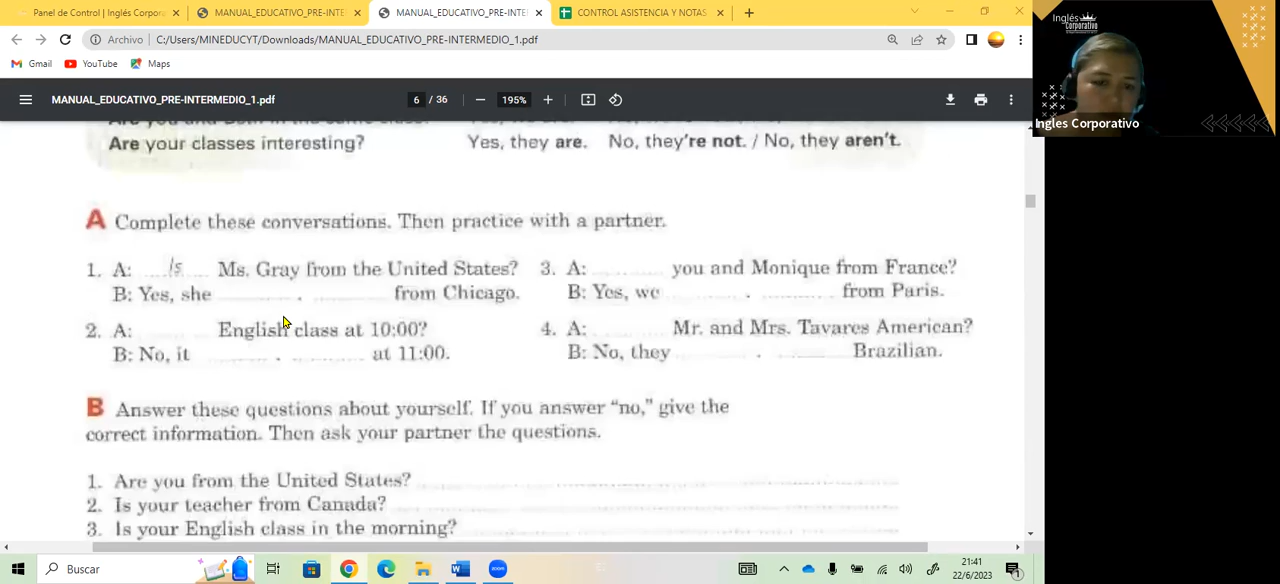 Panel de Control | Inglés Corpora
MANUAL_EDUCATIVO_PRE-INTE
MANUAL_EDUCATIVO_PRE-INTE
CONTROL ASISTENCIA Y NOTAS
Archivo
C:/Users/MINEDUCYT/Downloads/MANUAL_EDUCATIVO_PRE-INTERMEDIO_1.pdf
Gmail
YouTube
Maps
MANUAL_EDUCATIVO_PRE-INTERMEDIO_1.pdf
6 / 36
195%
Inglés
Corporativo
Ingles Corporativo
Are your classes interesting? Yes, they are. No, they're not. / No, they aren't.
A Complete these conversations. Then practice with a partner.
1. A: Is Ms. Gray from the United States?
B: Yes, she ........ . ........ from Chicago.
2. A: ........ English class at 10:00?
B: No, it ........ . ........ at 11:00.
3. A: ........ you and Monique from France?
B: Yes, we ........ . ........ from Paris.
4. A: ........ Mr. and Mrs. Tavares American?
B: No, they ........ . ........ Brazilian.
B Answer these questions about yourself. If you answer “no,” give the
correct information. Then ask your partner the questions.
1. Are you from the United States?
2. Is your teacher from Canada?
3. Is your English class in the morning?
Buscar
21:41
22/6/2023